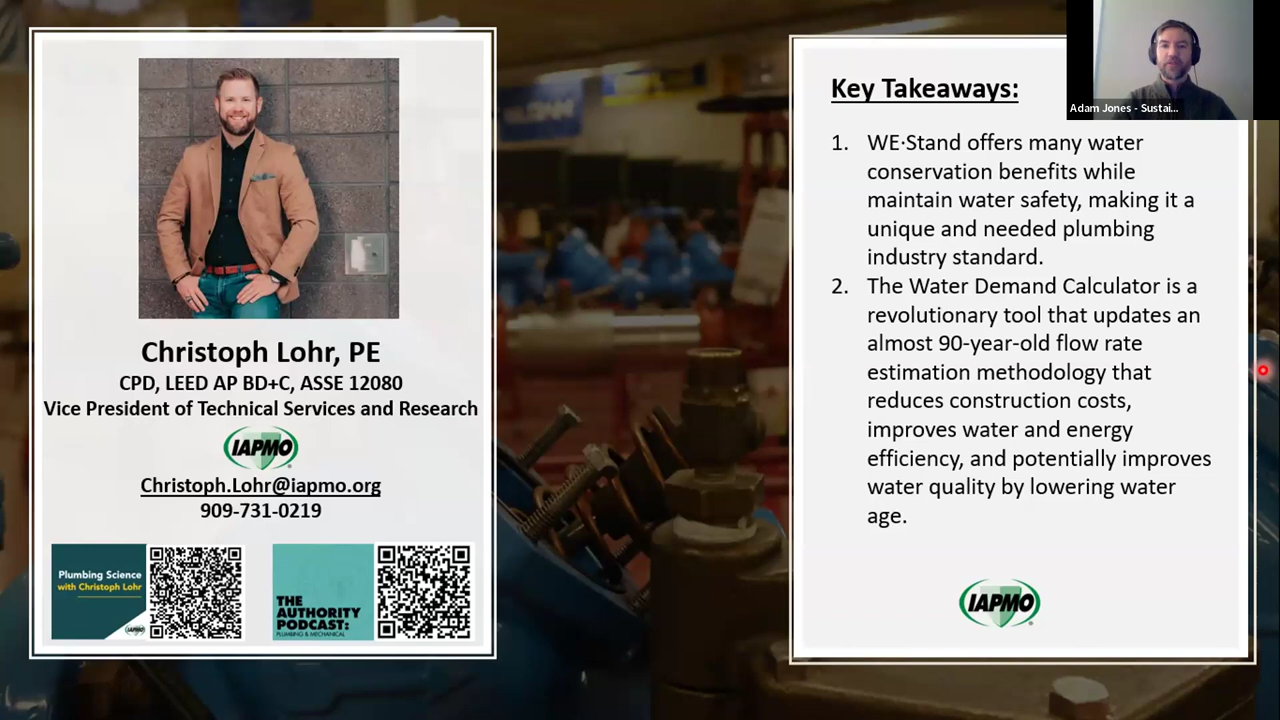 Christoph Lohr, PE
CPD, LEED AP BD+C, ASSE 12080
Vice President of Technical Services and Research
IAPMO
Christoph.Lohr@iapmo.org
909-731-0219
Plumbing Science
with Christoph Lohr
IAPMO
THE
AUTHORITY
PODCAST:
PLUMBING & MECHANICAL
Key Takeaways:
1. WE·Stand offers many water
conservation benefits while
maintain water safety, making it a
unique and needed plumbing
industry standard.
2. The Water Demand Calculator is a
revolutionary tool that updates an
almost 90-year-old flow rate
estimation methodology that
reduces construction costs,
improves water and energy
efficiency, and potentially improves
water quality by lowering water
age.
IAPMO
Adam Jones - Sustai...